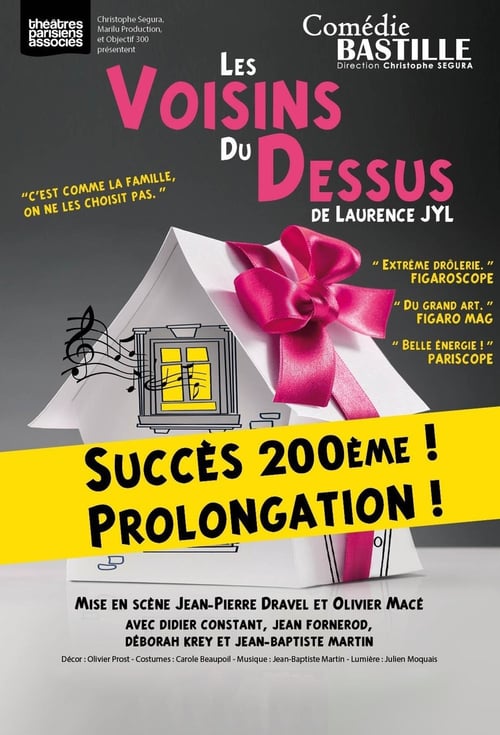 théâtres
parisiens
associés
Christophe Segura,
Marilu Production,
et Objectif 300
présentent
Comédie
BASTILLE
Direction Christophe SEGURA
LES
VOISINS
DU
DESSUS
DE LAURENCE JYL
“C'EST COMME LA FAMILLE,
ON NE LES CHOISIT PAS. ”
“ EXTRÊME DRÔLERIE. ”
FIGAROSCOPE
“ DU GRAND ART. ”
FIGARO MAG
“ BELLE ÉNERGIE ! ”
PARISCOPE
SUCCÈS 200ÈME !
PROLONGATION !
MISE EN SCÈNE JEAN-PIERRE DRAVEL ET OLIVIER MACÉ
AVEC DIDIER CONSTANT, JEAN FORNEROD,
DÉBORAH KREY ET JEAN-BAPTISTE MARTIN
Décor : Olivier Prost - Costumes : Carole Beaupoil - Musique : Jean-Baptiste Martin - Lumière : Julien Moquais